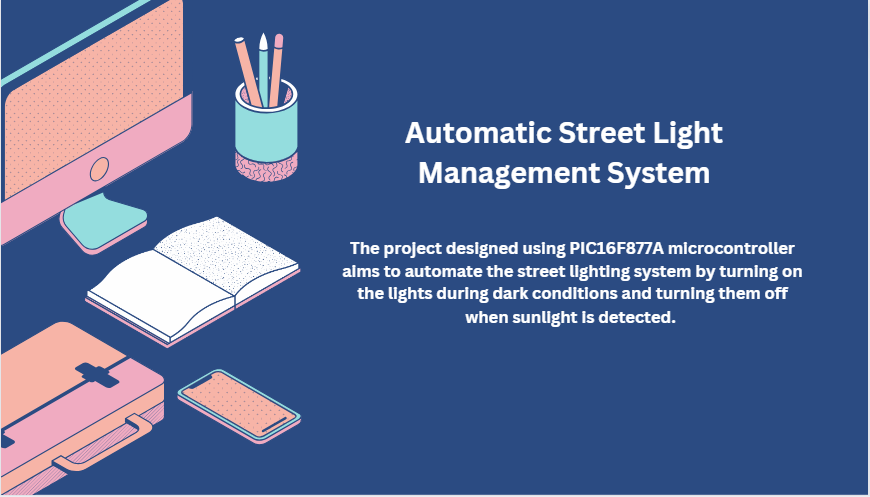 Automatic Street Light
Management System
The project designed using PIC16F877A microcontroller
aims to automate the street lighting system by turning on
the lights during dark conditions and turning them off
when sunlight is detected.